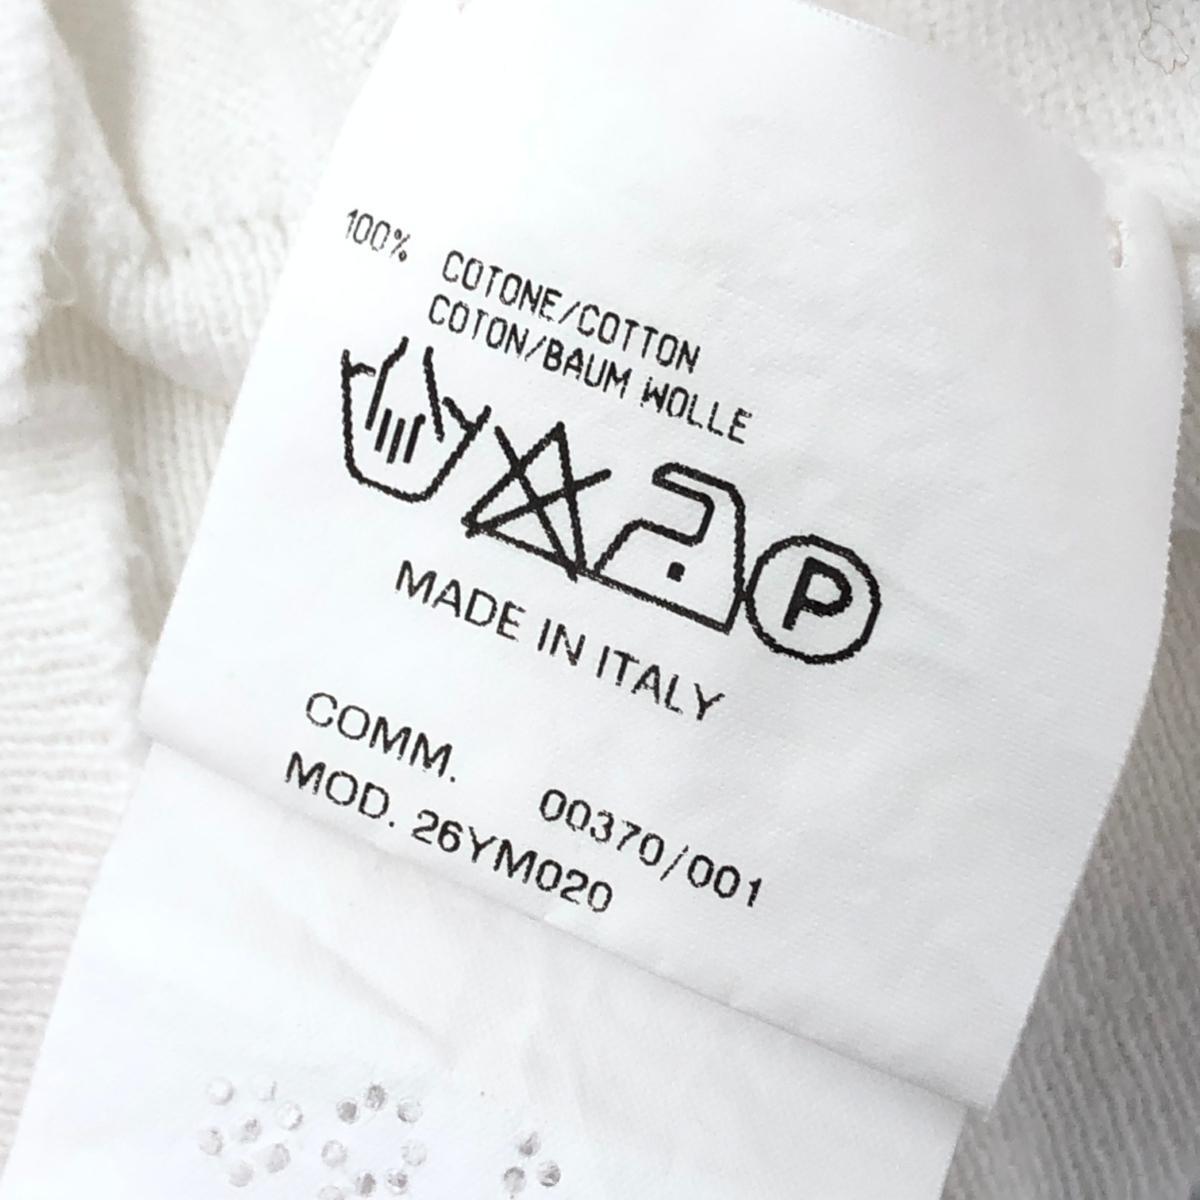 100% COTONE/COTTON
COTON/BAUM WOLLE
P
MADE IN ITALY
COMM. 00370/001
MOD. 26YM020